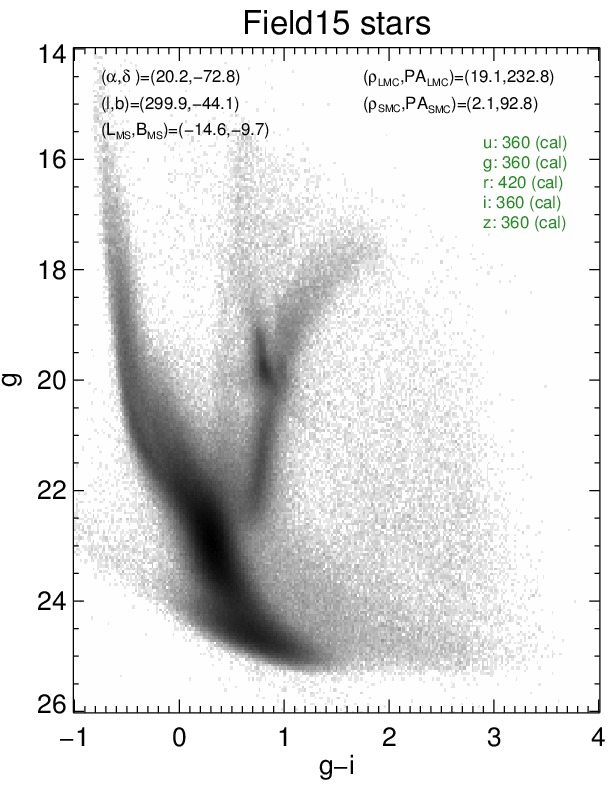 Field15 stars
(α,δ )=(20.2,−72.8)
(ρLMC,PALMC)=(19.1,232.8)
(l,b)=(299.9,−44.1)
(ρSMC,PASMC)=(2.1,92.8)
(LMS,BMS)=(−14.6,−9.7)
u: 360 (cal)
g: 360 (cal)
r: 420 (cal)
i: 360 (cal)
z: 360 (cal)
14
16
18
20
22
24
26
g
−1 0 1 2 3 4
g−i